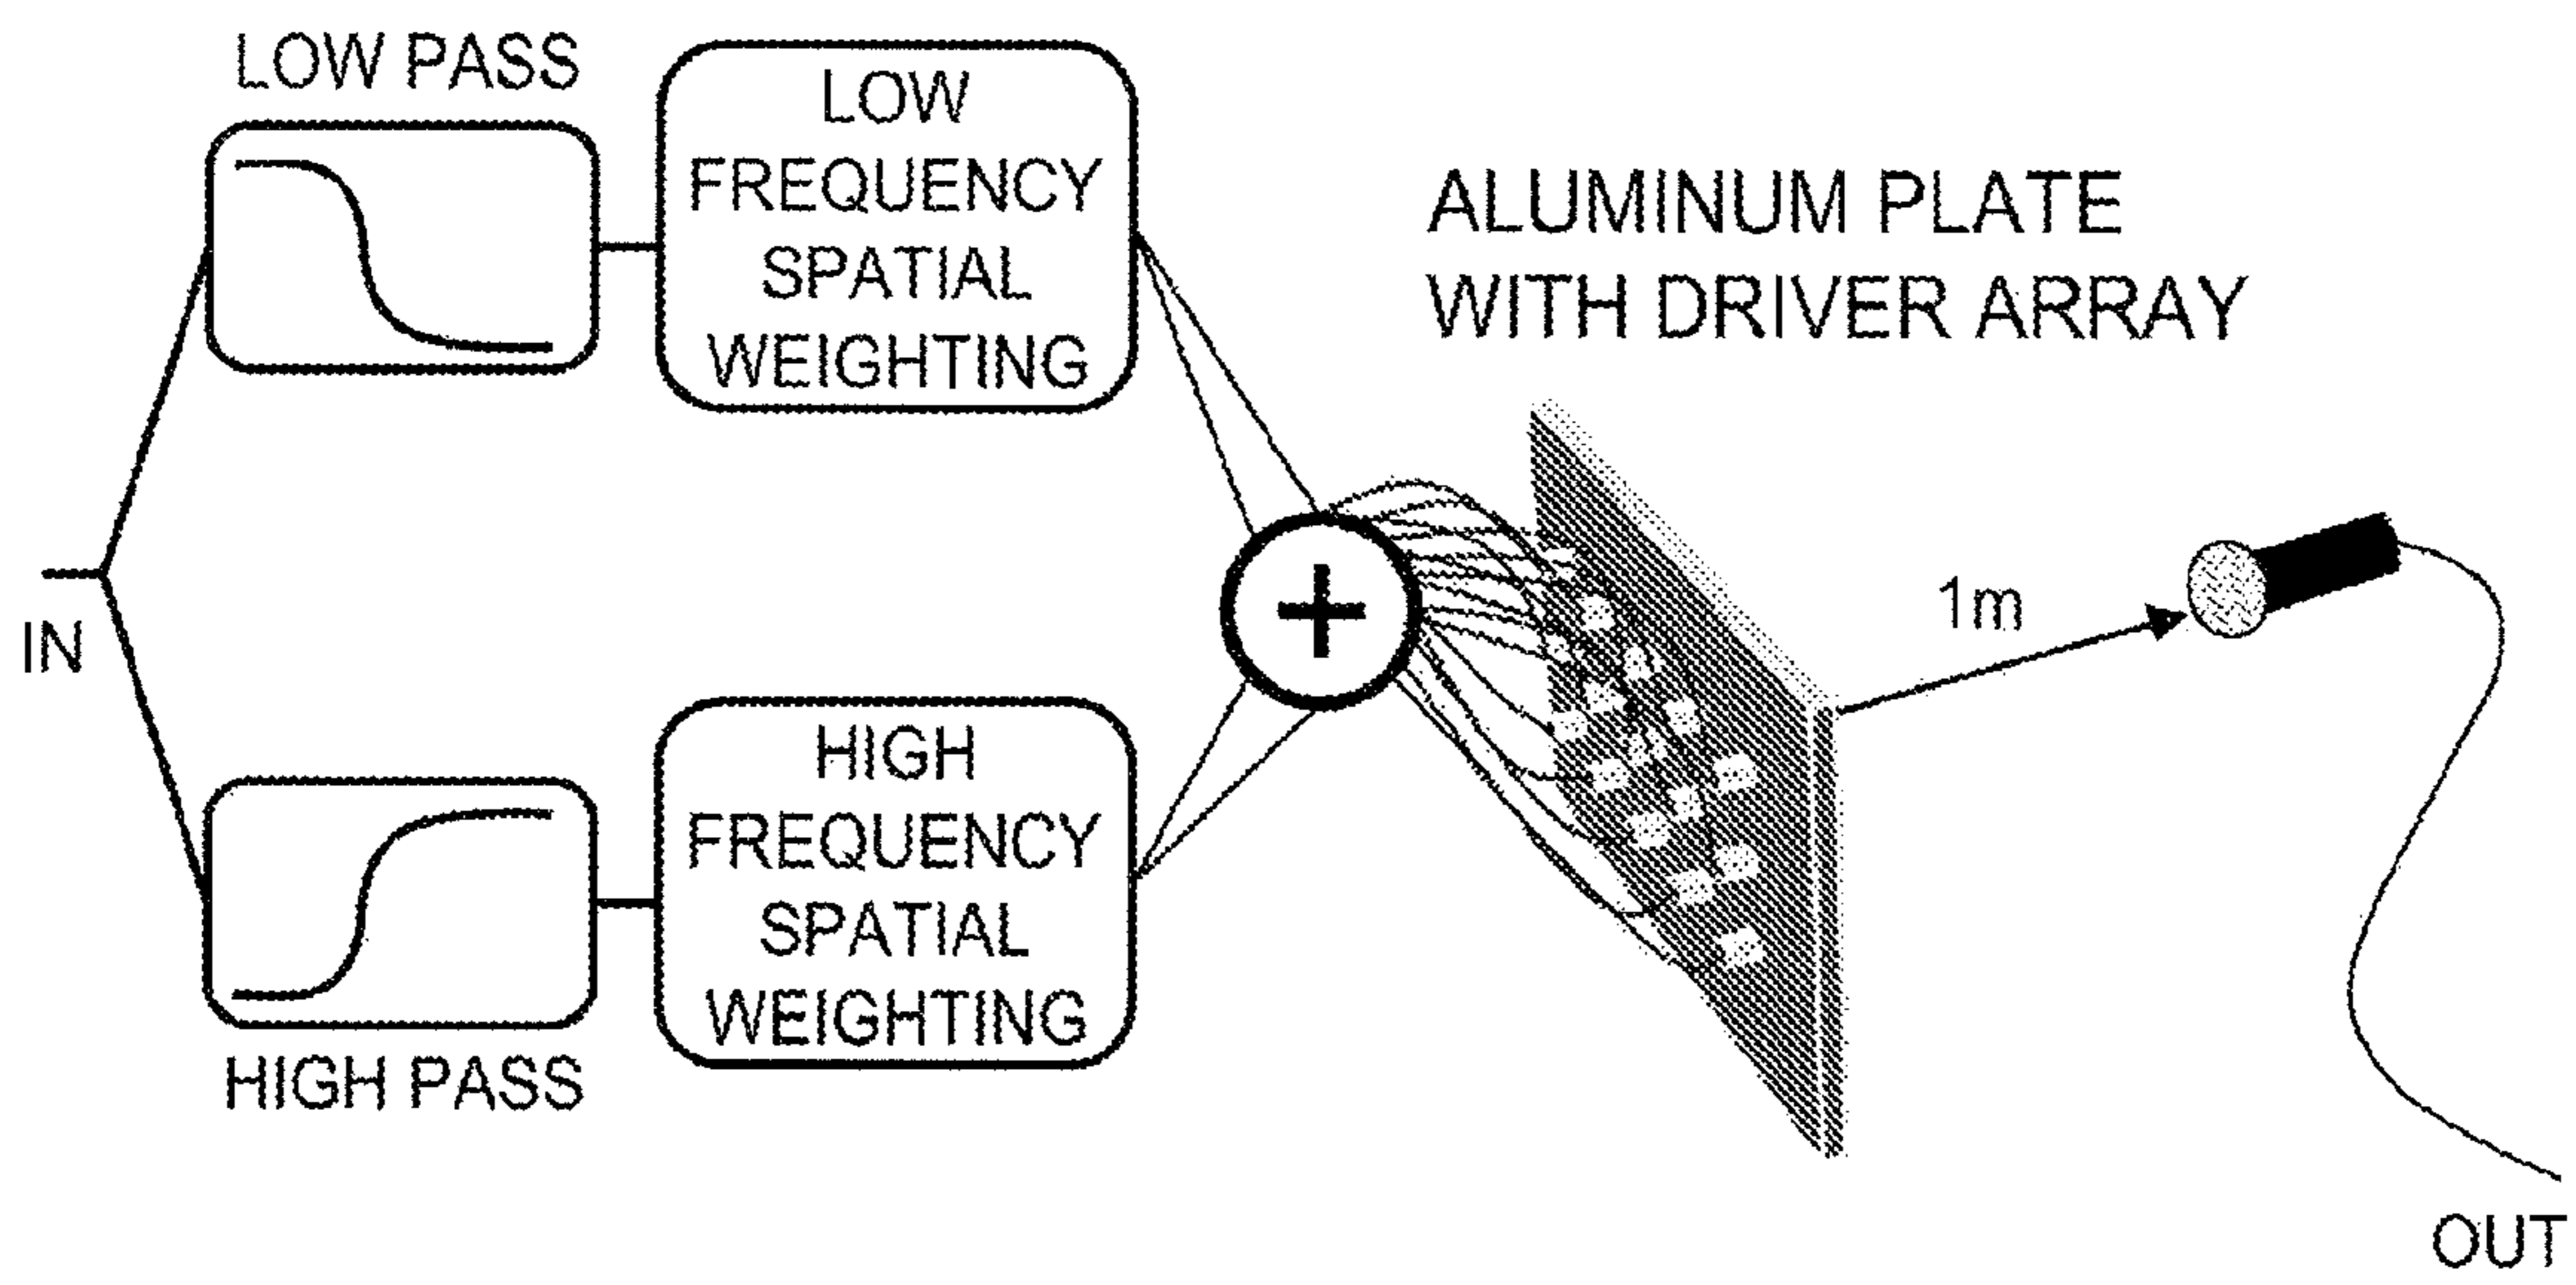 LOW PASS
LOW
FREQUENCY
SPATIAL
WEIGHTING
ALUMINUM PLATE
WITH DRIVER ARRAY
IN
+
1m
HIGH
FREQUENCY
SPATIAL
WEIGHTING
HIGH PASS
OUT